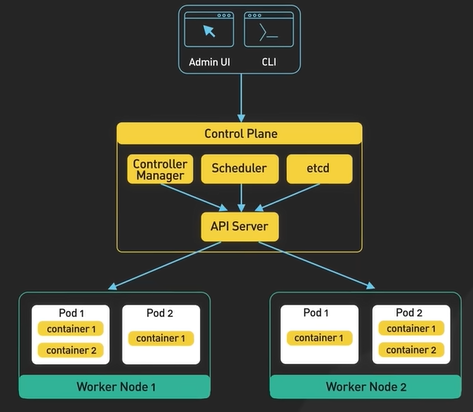 Admin UI
CLI
Control Plane
Controller
Manager
Scheduler
etcd
API Server
Pod 1
container 1
container 2
Pod 2
container 1
Worker Node 1
Pod 1
container 1
Pod 2
container 1
container 2
Worker Node 2